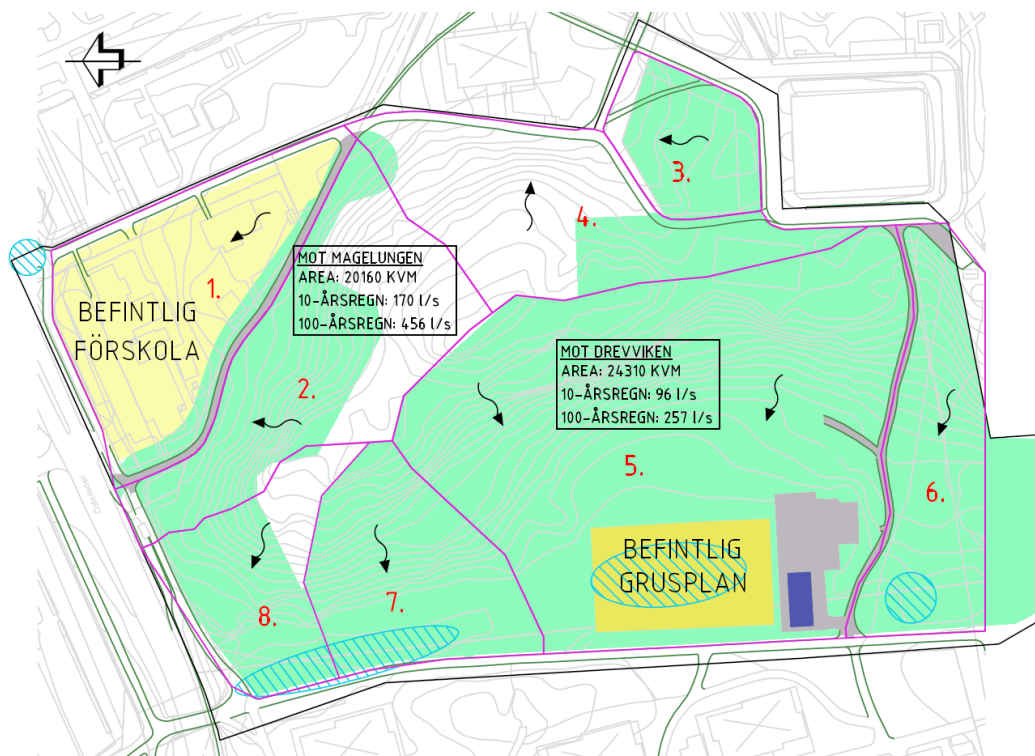 3.
4.
MOT MAGELUNGEN
AREA: 20160 KVM
10-ÅRSREGN: 170 l/s
100-ÅRSREGN: 456 l/s
1.
BEFINTLIG
FÖRSKOLA
2.
MOT DREVVIKEN
AREA: 24310 KVM
10-ÅRSREGN: 96 l/s
100-ÅRSREGN: 257 l/s
5.
6.
BEFINTLIG
GRUSPLAN
7.
8.